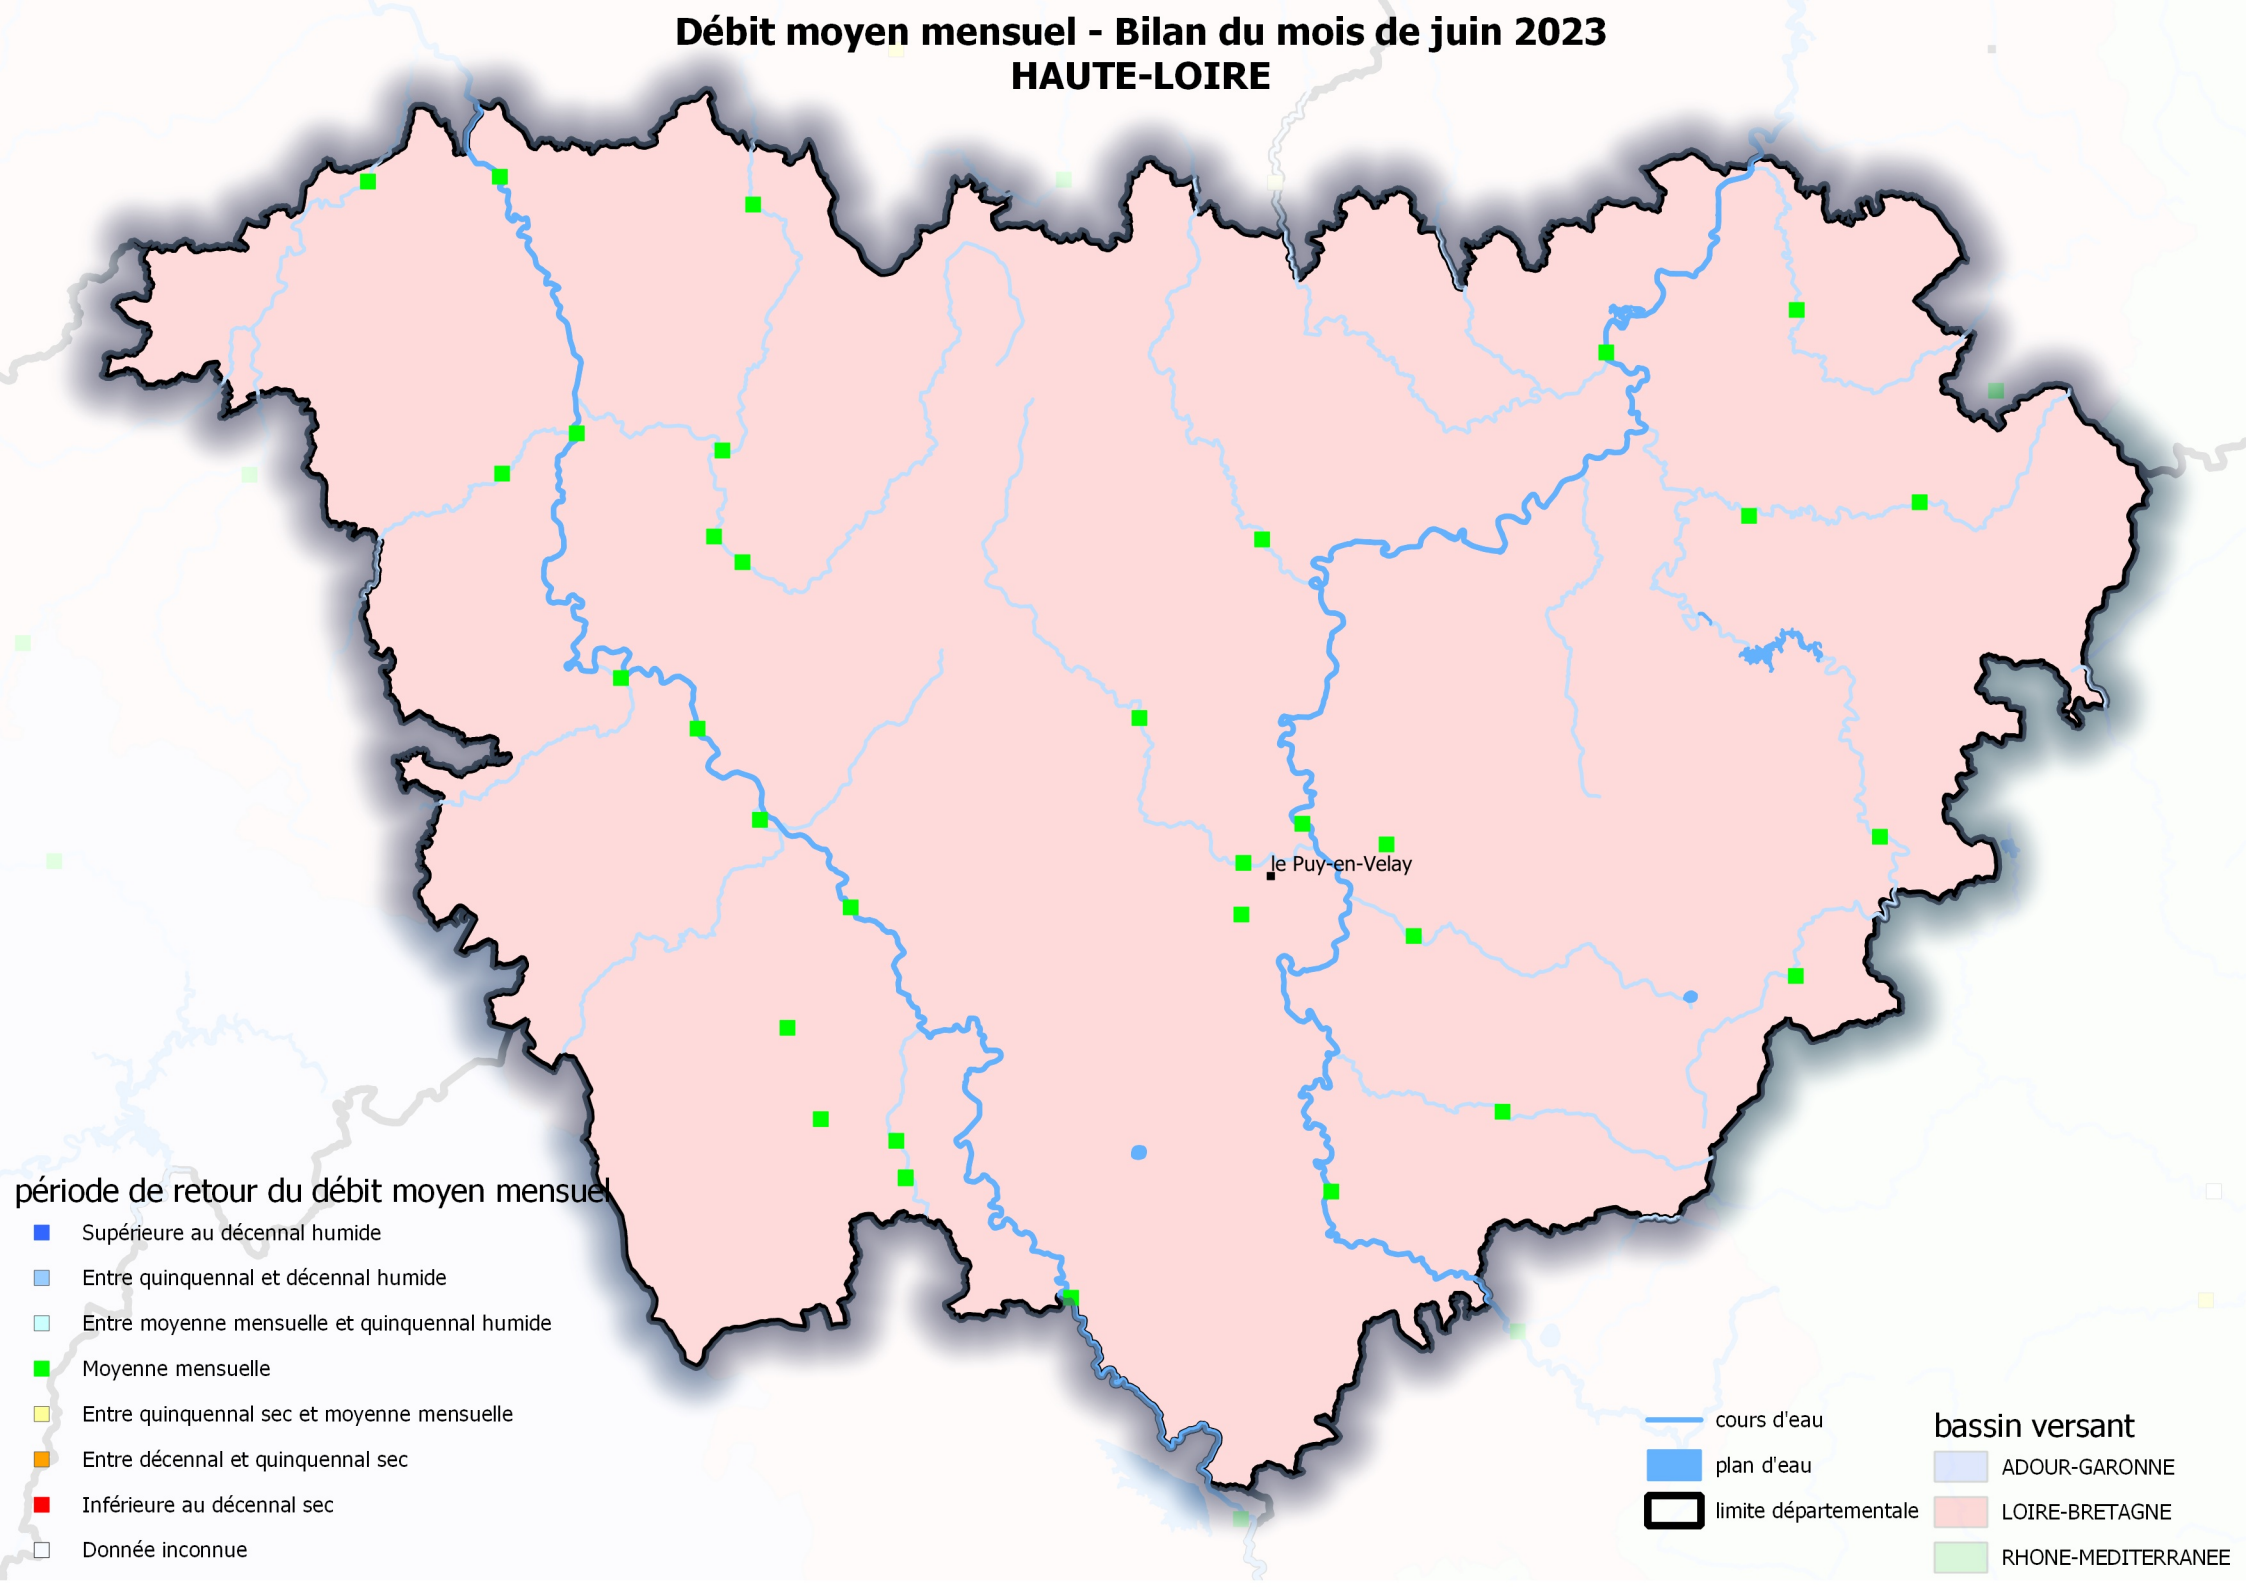 Débit moyen mensuel - Bilan du mois de juin 2023
HAUTE-LOIRE
le Puy-en-Velay
période de retour du débit moyen mensuel
Supérieure au décennal humide
Entre quinquennal et décennal humide
Entre moyenne mensuelle et quinquennal humide
Moyenne mensuelle
Entre quinquennal sec et moyenne mensuelle
Entre décennal et quinquennal sec
Inférieure au décennal sec
Donnée inconnue
cours d'eau
plan d'eau
limite départementale
bassin versant
ADOUR-GARONNE
LOIRE-BRETAGNE
RHONE-MEDITERRANEE